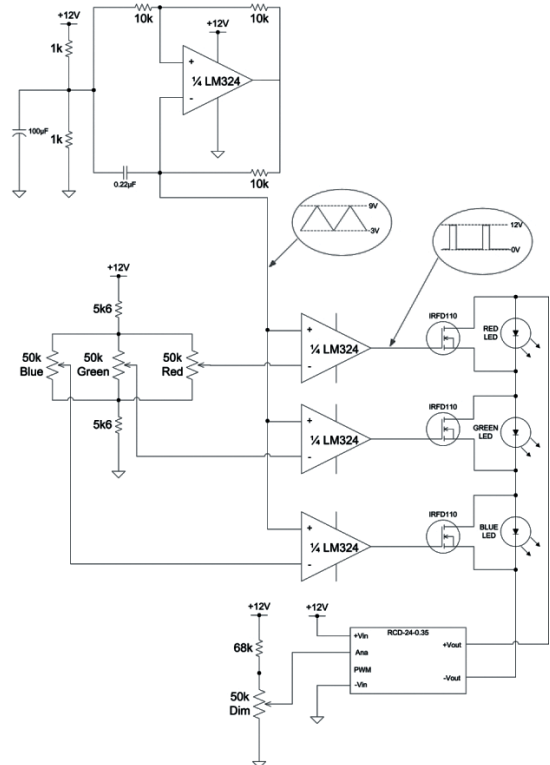 +12V
10k
10k
+12V
1k
+
¼ LM324
-
100µF
1k
0.22µF
10k
9V
3V
12V
0V
+12V
5k6
IRFD110
RED
LED
+
¼ LM324
-
50k
Blue
50k
Green
50k
Red
IRFD110
5k6
+
¼ LM324
-
GREEN
LED
IRFD110
+
¼ LM324
-
BLUE
LED
+12V
+12V
RCD-24-0.35
+Vin
+Vout
68k
Ana
PWM
-Vin
-Vout
50k
Dim